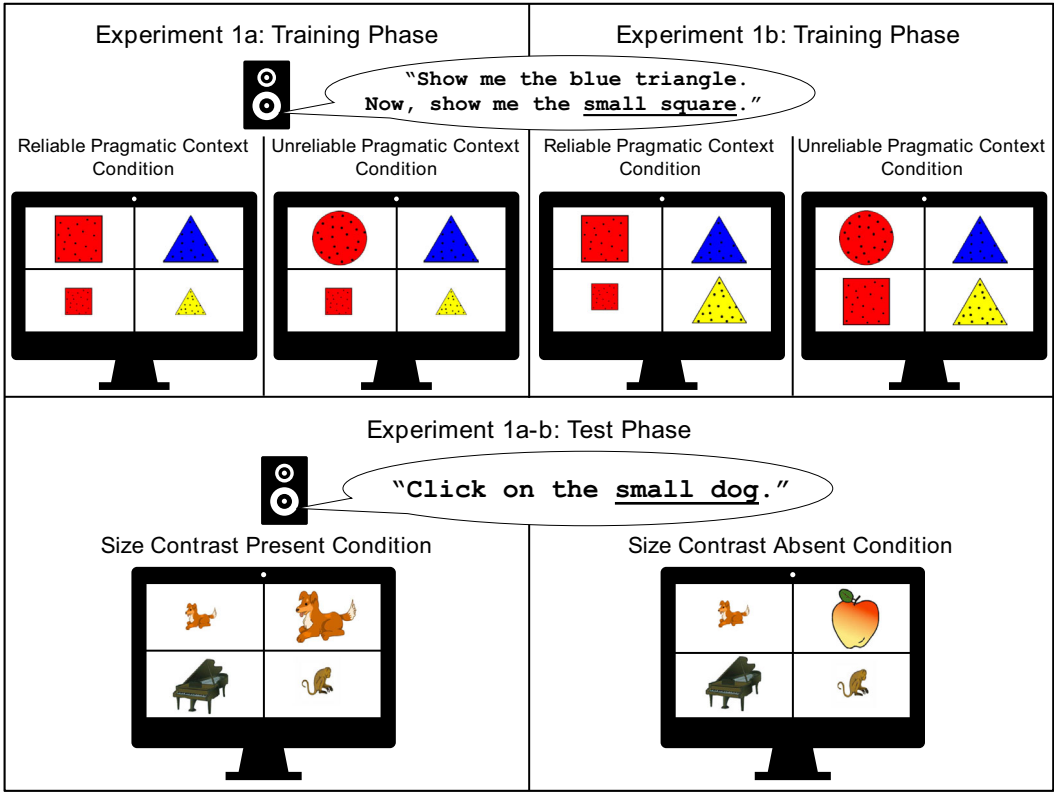 Experiment 1a: Training Phase
Experiment 1b: Training Phase
“Show me the blue triangle.
Now, show me the small square.”
Reliable Pragmatic Context
Condition
Unreliable Pragmatic Context
Condition
Reliable Pragmatic Context
Condition
Unreliable Pragmatic Context
Condition
Experiment 1a-b: Test Phase
“Click on the small dog.”
Size Contrast Present Condition
Size Contrast Absent Condition